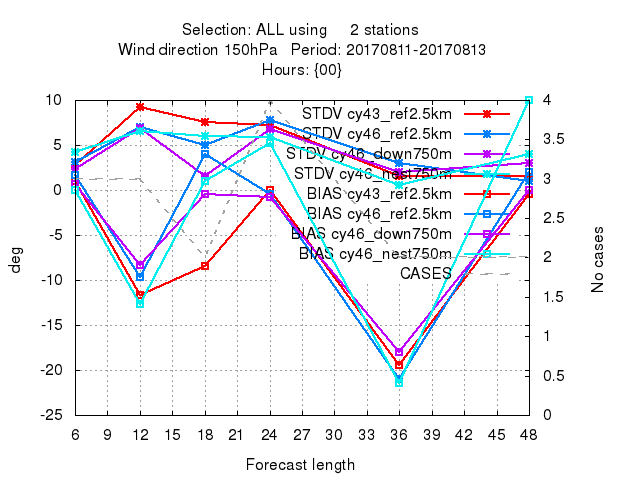 Selection: ALL using 2 stations
Wind direction 150hPa Period: 20170811-20170813
Hours: {00}
10
5
0
-5
-10
-15
-20
-25
deg
4
3.5
3
2.5
2
1.5
1
0.5
0
No cases
STDV cy43_ref2.5km
STDV cy46_ref2.5km
STDV cy46_down750m
STDV cy46_nest750m
BIAS cy43_ref2.5km
BIAS cy46_ref2.5km
BIAS cy46_down750m
BIAS cy46_nest750m
CASES
6 9 12 15 18 21 24 27 30 33 36 39 42 45 48
Forecast length